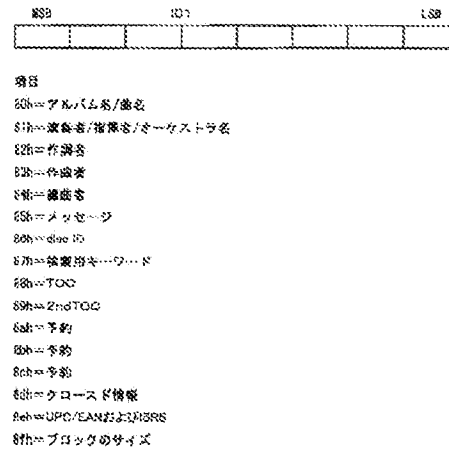 MSB ID1 LSB
項目
80h=アルバム名/曲名
81h=演奏者/指揮者/オーケストラ名
82h=作詞者
83h=作曲者
84h=編曲者
85h=メッセージ
86h=disc ID
87h=検索用キーワード
88h=TOC
89h=2ndTOC
8ah=予約
8bh=予約
8ch=予約
8dh=クローズド情報
8eh=UPC/EANおよびISRC
8fh=ブロックのサイズ